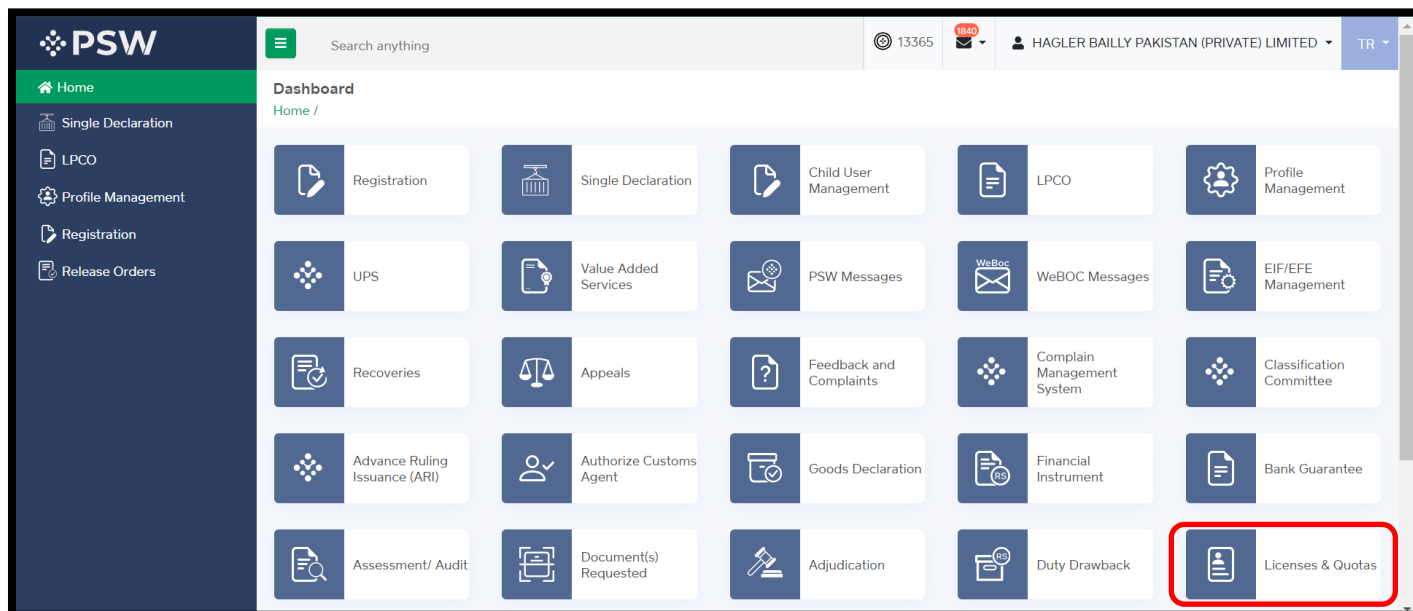 PSW
Search anything
13365
1840
HAGLER BAILLY PAKISTAN (PRIVATE) LIMITED
TR
Home
Single Declaration
LPCO
Profile Management
Registration
Release Orders
Dashboard
Home /
Registration
Single Declaration
Child User
Management
LPCO
Profile
Management
UPS
Value Added
Services
PSW Messages
WeBoc
WeBOC Messages
EIF/EFE
Management
Recoveries
Appeals
?
Feedback and
Complaints
Complain
Management
System
Classification
Committee
Advance Ruling
Issuance (ARI)
Authorize Customs
Agent
Goods Declaration
RS
Financial
Instrument
Bank Guarantee
Assessment/ Audit
Document(s)
Requested
Adjudication
RS
Duty Drawback
Licenses & Quotas